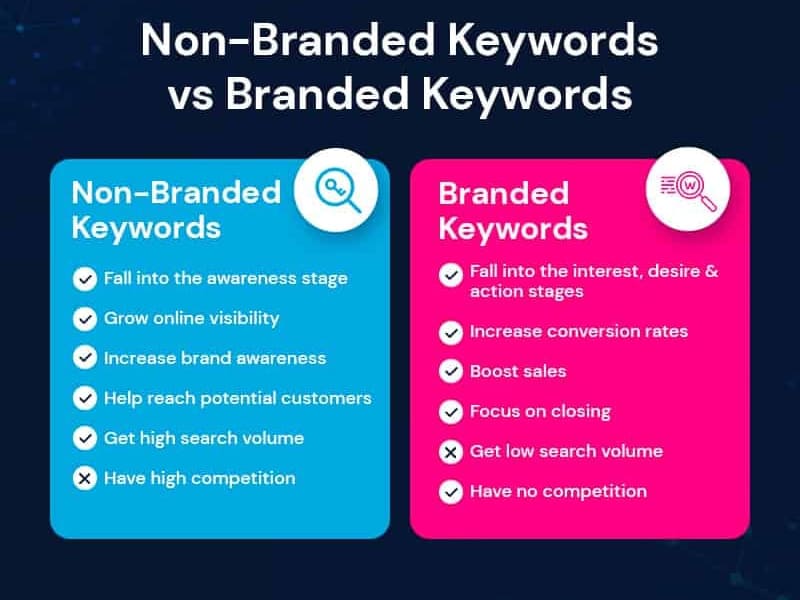 Non-Branded Keywords
vs Branded Keywords
Non-Branded
Keywords
Fall into the awareness stage
Grow online visibility
Increase brand awareness
Help reach potential customers
Get high search volume
Have high competition
Branded
Keywords
W
Fall into the interest, desire &
action stages
Increase conversion rates
Boost sales
Focus on closing
Get low search volume
Have no competition